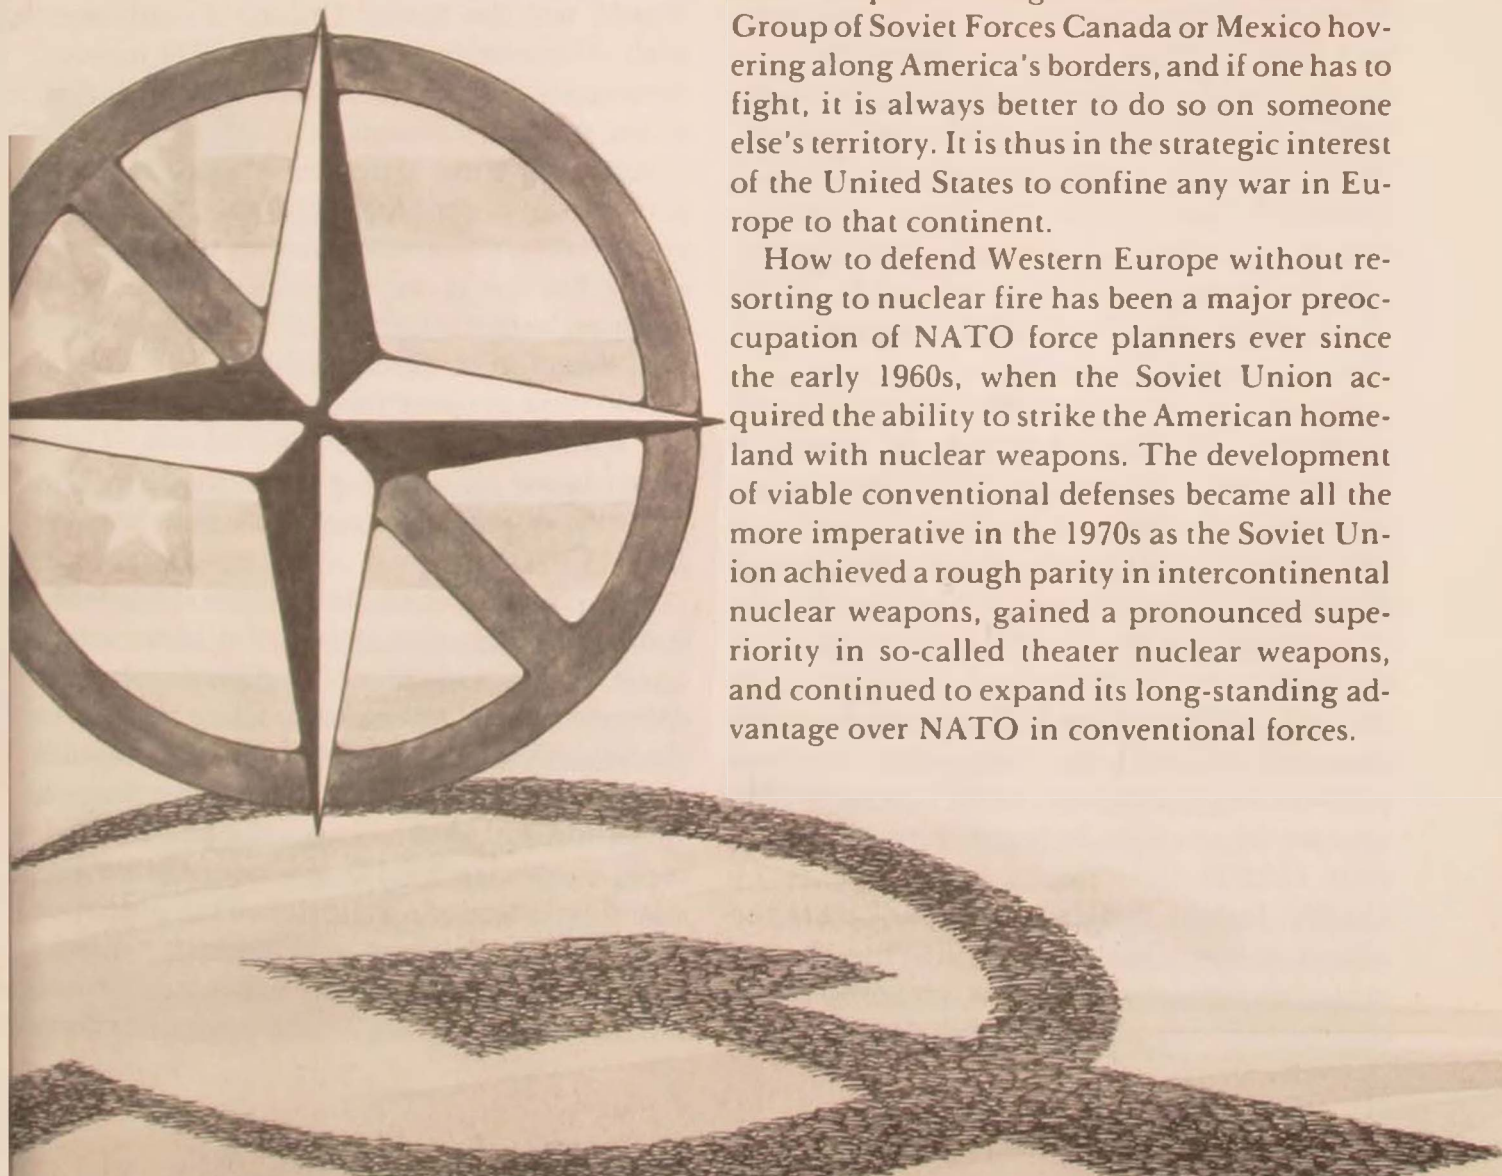 Group of Soviet Forces Canada or Mexico hov-
ering along America's borders, and if one has to
fight, it is always better to do so on someone
else's territory. It is thus in the strategic interest
of the United States to confine any war in Eu-
rope to that continent.
How to defend Western Europe without re-
sorting to nuclear fire has been a major preoc-
cupation of NATO force planners ever since
the early 1960s, when the Soviet Union ac-
quired the ability to strike the American home-
land with nuclear weapons. The development
of viable conventional defenses became all the
more imperative in the 1970s as the Soviet Un-
ion achieved a rough parity in intercontinental
nuclear weapons, gained a pronounced supe-
riority in so-called theater nuclear weapons,
and continued to expand its long-standing ad-
vantage over NATO in conventional forces.